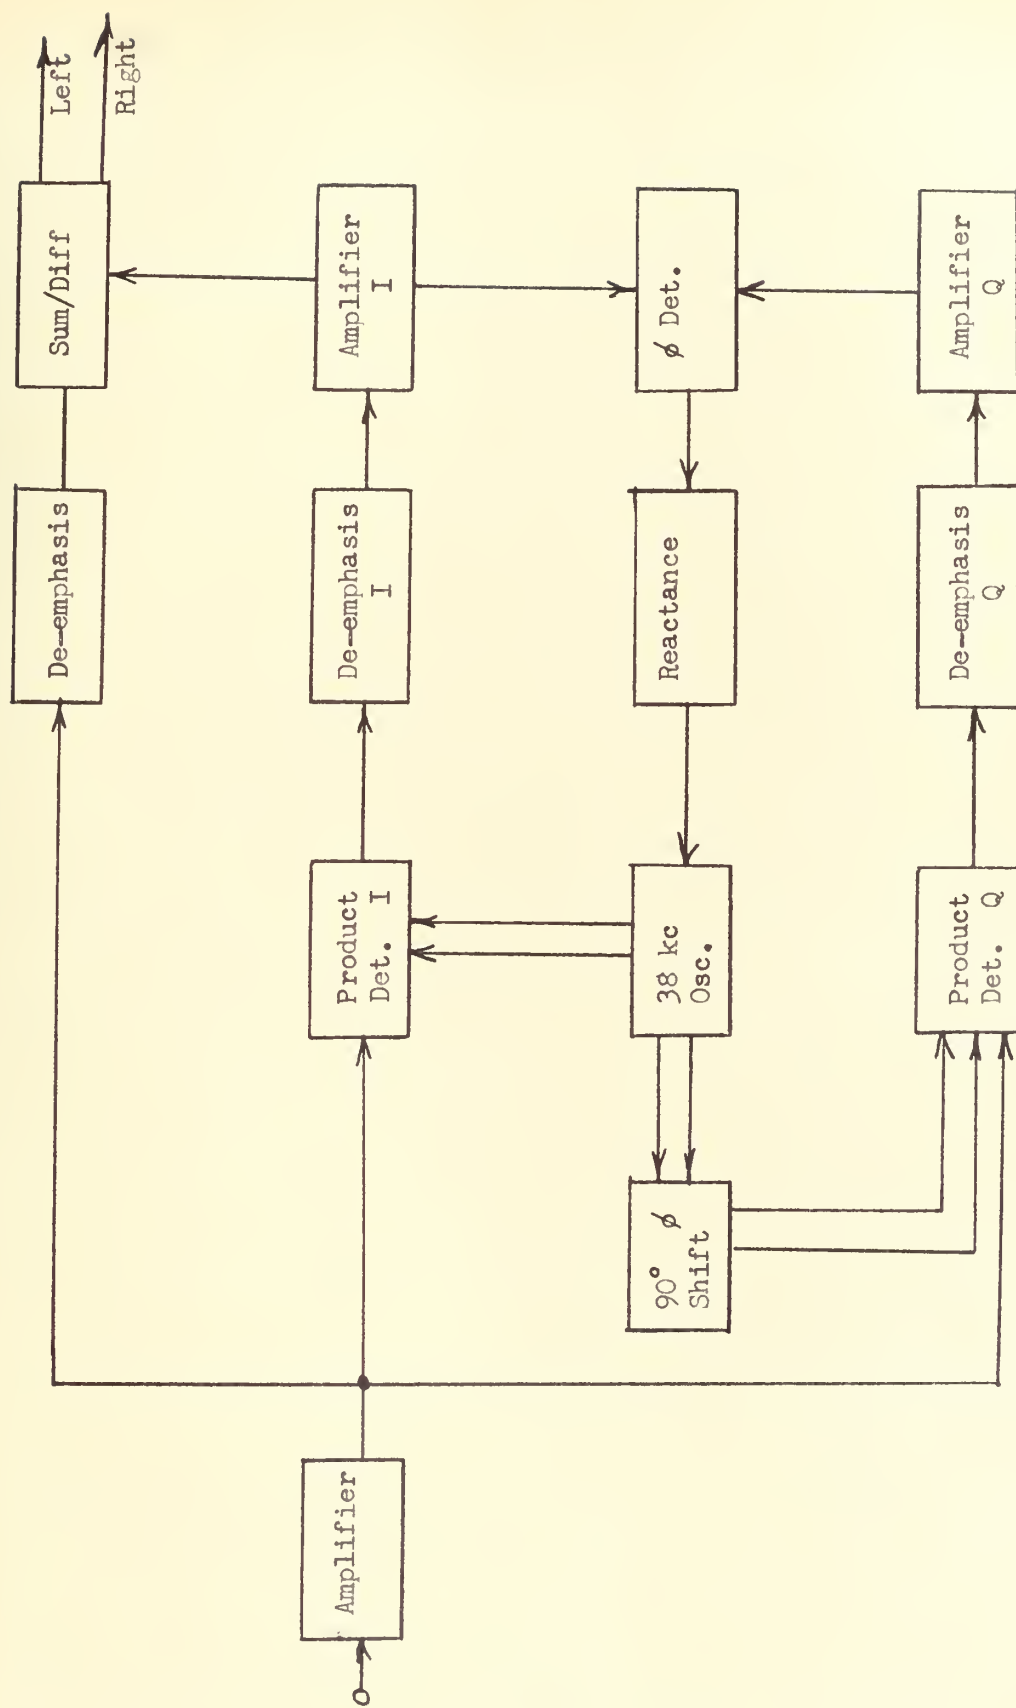 Left
Right
Sum/Diff
De-emphasis
Amplifier
I
De-emphasis
I
Product
Det. I
Amplifier
ø Det.
Reactance
38 kc
Osc.
90° ø
Shift
Amplifier
Q
De-emphasis
Q
Product
Det. Q